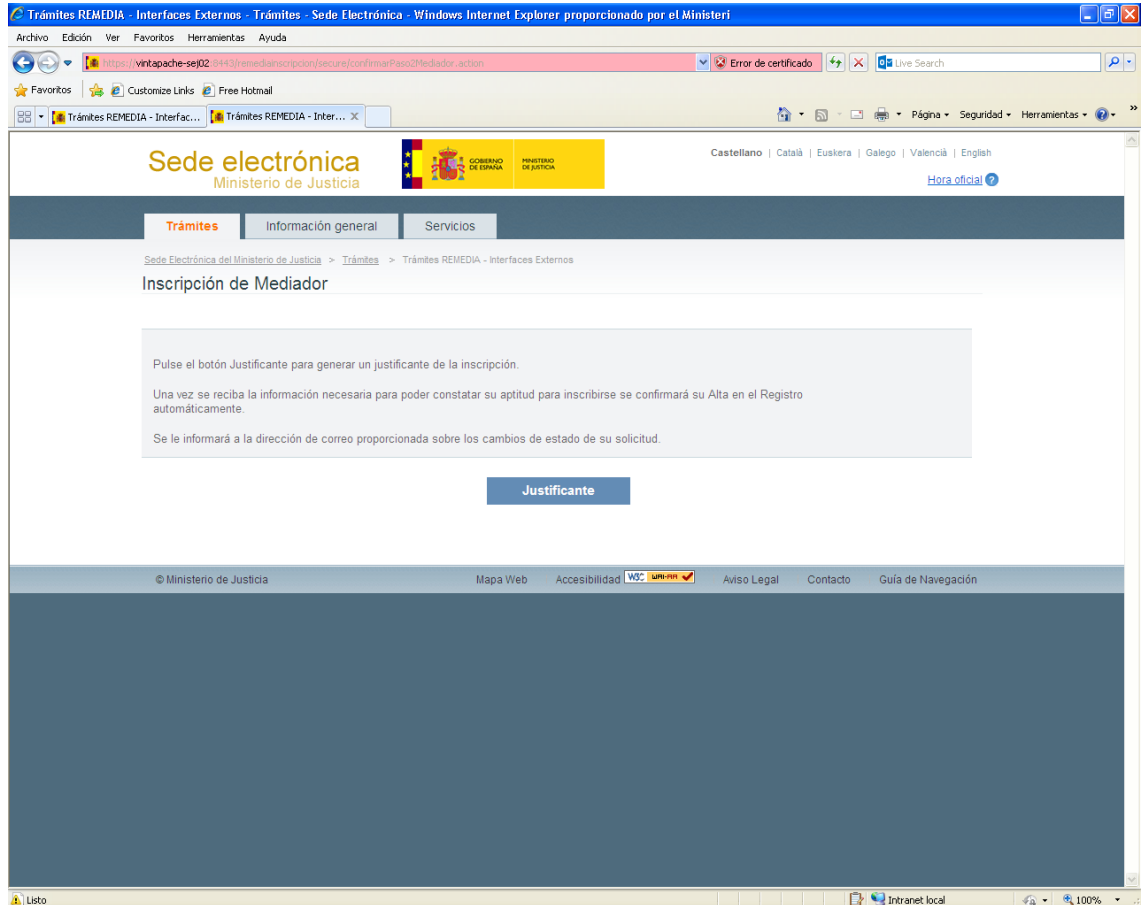 Trámites REMEDIA - Interfaces Externos - Trámites - Sede Electrónica - Windows Internet Explorer proporcionado por el Ministeri
Archivo Edición Ver Favoritos Herramientas Ayuda
https://vintapache-sej02:8443/remediainscripcion/secure/confirmarPaso2Mediador.action Error de certificado Live Search
Favoritos Customize Links Free Hotmail
Trámites REMEDIA - Interfac... Trámites REMEDIA - Inter... X Página Seguridad Herramientas »
Sede electrónica
Ministerio de Justicia
GOBIERNO DE ESPAÑA
MINISTERIO DE JUSTICIA
Castellano | Català | Euskera | Galego | Valencià | English
Hora oficial ?
Trámites Información general Servicios
Sede Electrónica del Ministerio de Justicia > Trámites > Trámites REMEDIA - Interfaces Externos
Inscripción de Mediador
Pulse el botón Justificante para generar un justificante de la inscripción.
Una vez se reciba la información necesaria para poder constatar su aptitud para inscribirse se confirmará su Alta en el Registro
automáticamente.
Se le informará a la dirección de correo proporcionada sobre los cambios de estado de su solicitud.
Justificante
© Ministerio de Justicia Mapa Web Accesibilidad W3C WAI-AA Aviso Legal Contacto Guía de Navegación
Listo Intranet local 100%